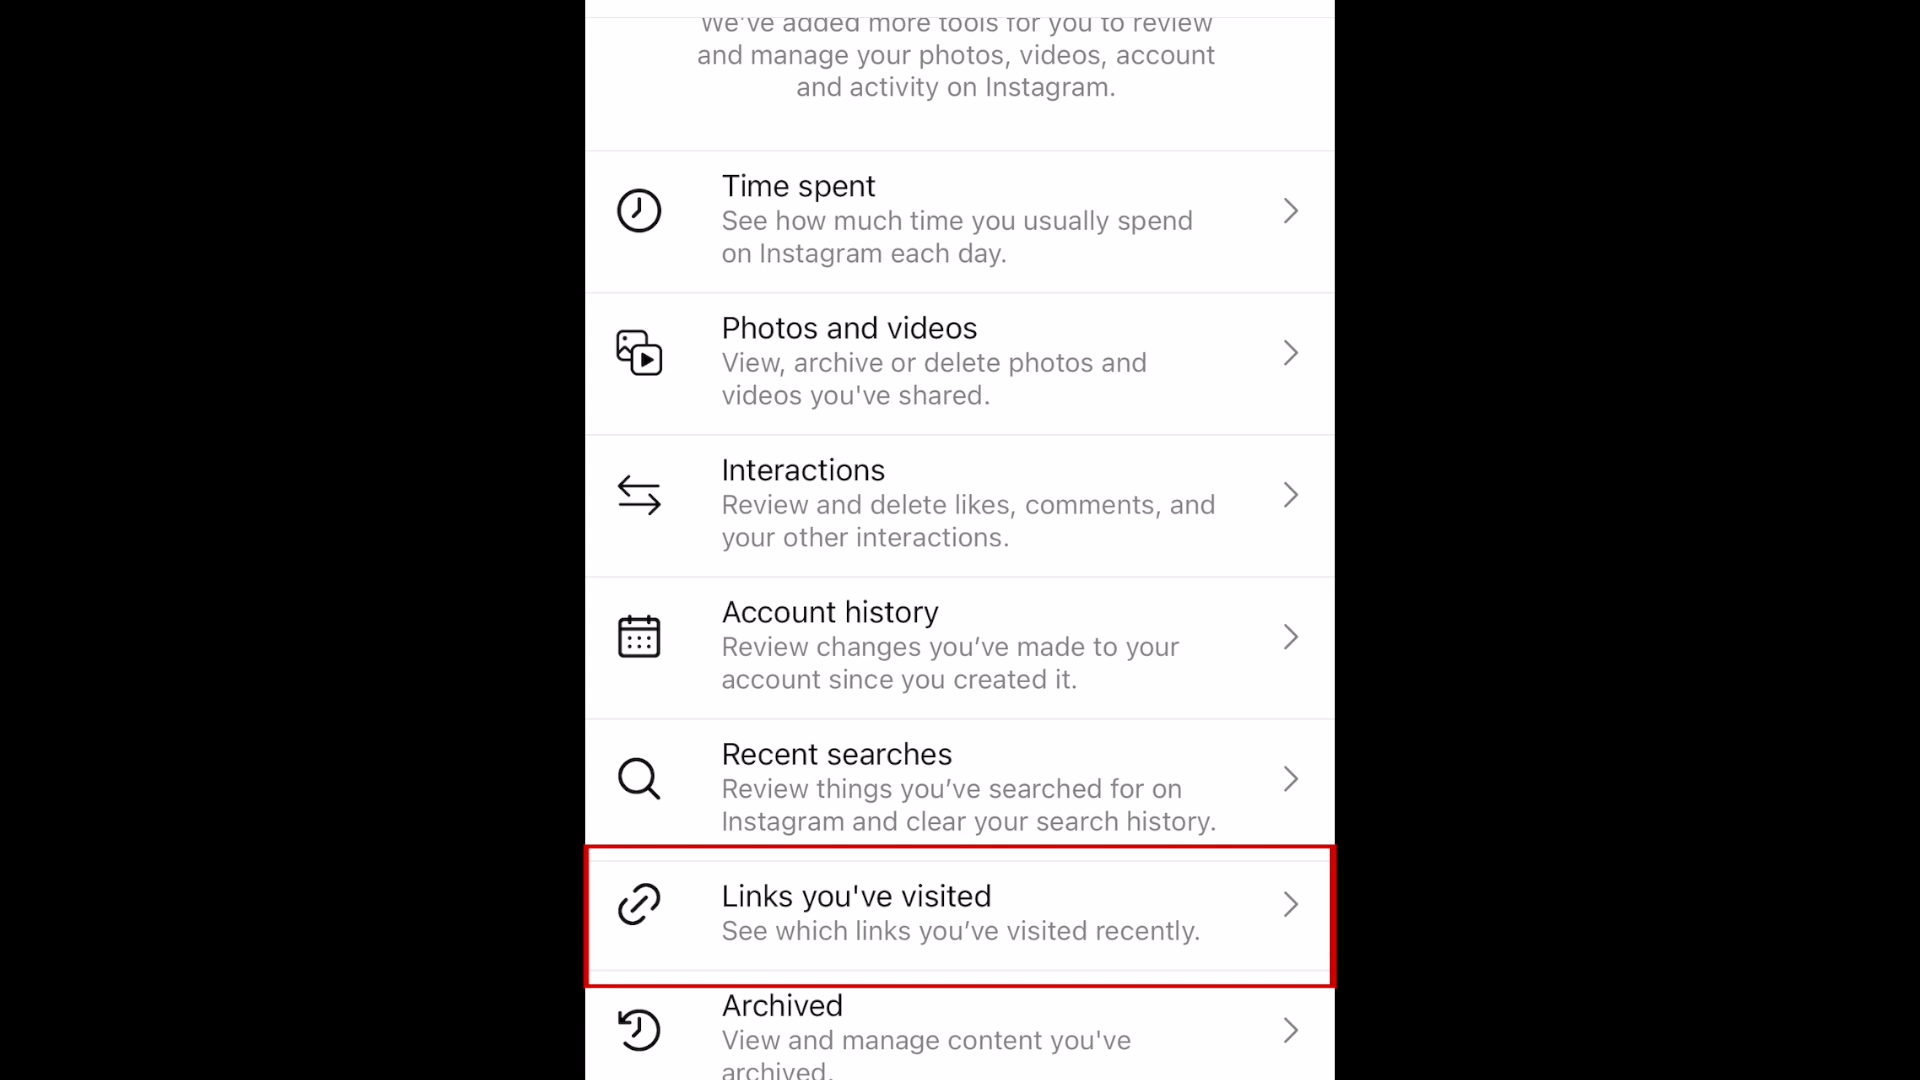 We've added more tools for you to review
and manage your photos, videos, account
and activity on Instagram.
Time spent
See how much time you usually spend
on Instagram each day.
Photos and videos
View, archive or delete photos and
videos you've shared.
Interactions
Review and delete likes, comments, and
your other interactions.
Account history
Review changes you’ve made to your
account since you created it.
Recent searches
Review things you’ve searched for on
Instagram and clear your search history.
Links you've visited
See which links you’ve visited recently.
Archived
View and manage content you've
archived.